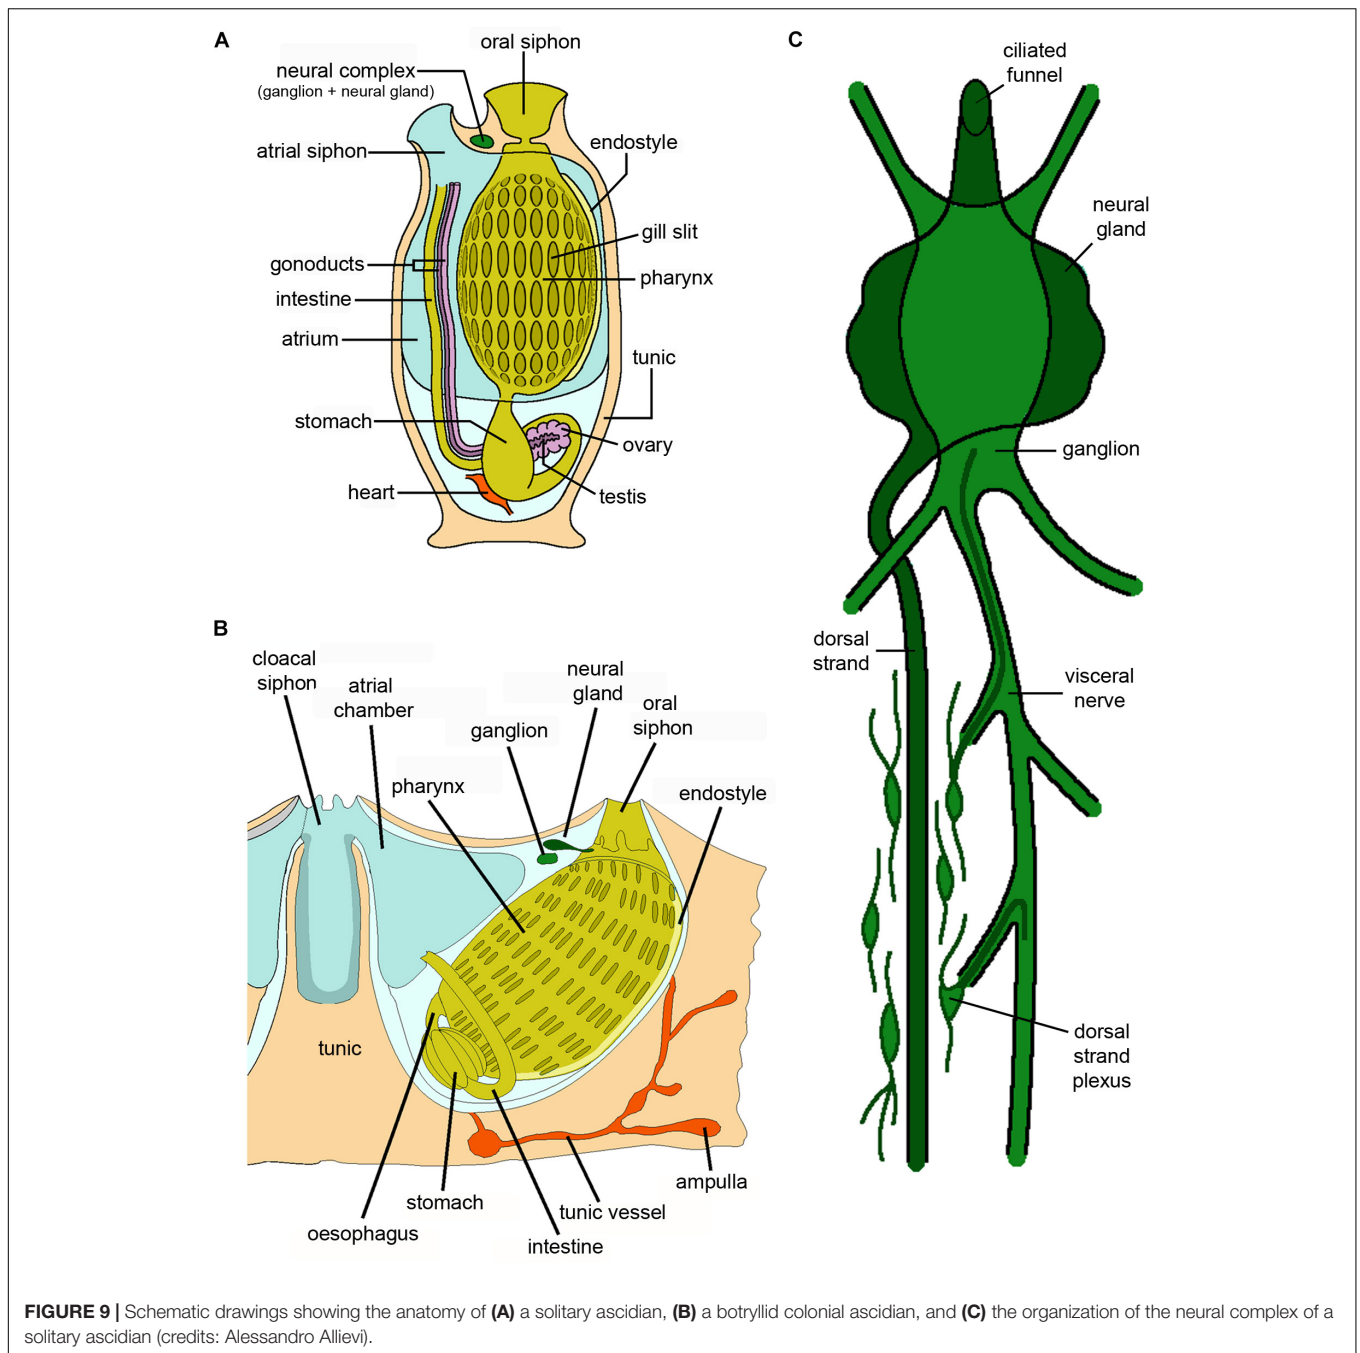 A
oral siphon
neural complex
(ganglion + neural gland)
endostyle
atrial siphon
gill slit
gonoducts
pharynx
intestine
atrium
tunic
stomach
ovary
heart
testis
B
cloacal
siphon
atrial
chamber
neural
gland
oral
siphon
ganglion
pharynx
endostyle
tunic
ampulla
stomach
tunic vessel
oesophagus
intestine
C
ciliated
funnel
neural
gland
ganglion
dorsal
strand
visceral
nerve
dorsal
strand
plexus
FIGURE 9 | Schematic drawings showing the anatomy of (A) a solitary ascidian, (B) a botryllid colonial ascidian, and (C) the organization of the neural complex of a
solitary ascidian (credits: Alessandro Allievi).